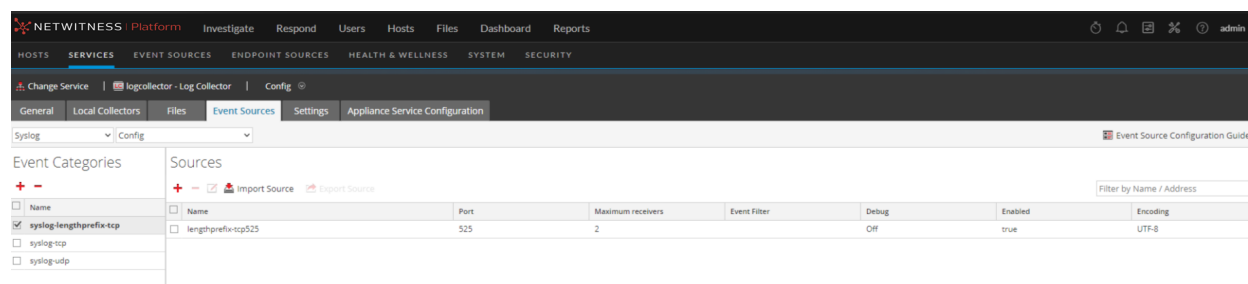 NETWITNESS | Platform Investigate Respond Users Hosts Files Dashboard Reports admin
HOSTS SERVICES EVENT SOURCES ENDPOINT SOURCES HEALTH & WELLNESS SYSTEM SECURITY
Change Service | logcollector - Log Collector | Config
General Local Collectors Files Event Sources Settings Appliance Service Configuration
Syslog Config Event Source Configuration Guide
Event Categories Sources
Import Source Export Source Filter by Name / Address
Name Name Port Maximum receivers Event Filter Debug Enabled Encoding
syslog-lengthprefix-tcp lengthprefix-tcp525 525 2 Off true UTF-8
syslog-tcp
syslog-udp